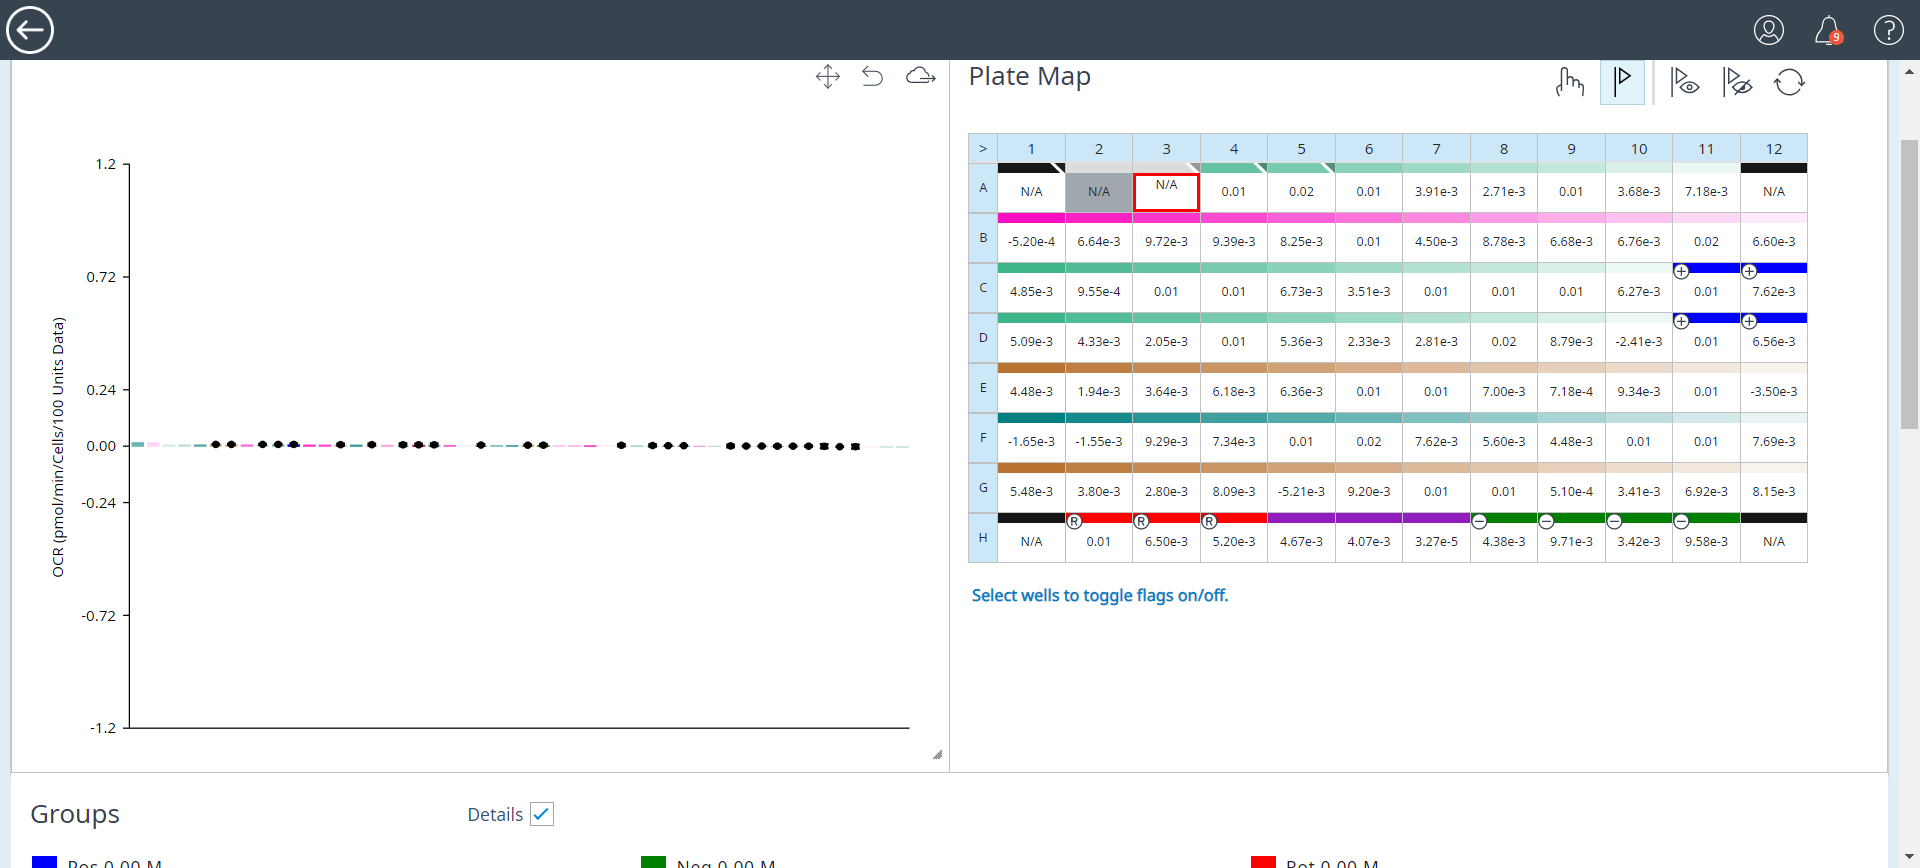 9
?
Plate Map
1.2
0.72
0.24
0.00
-0.24
-0.72
-1.2
OCR (pmol/min/Cells/100 Units Data)
> 1 2 3 4 5 6 7 8 9 10 11 12
A N/A N/A N/A 0.01 0.02 0.01 3.91e-3 2.71e-3 0.01 3.68e-3 7.18e-3 N/A
B -5.20e-4 6.64e-3 9.72e-3 9.39e-3 8.25e-3 0.01 4.50e-3 8.78e-3 6.68e-3 6.76e-3 0.02 6.60e-3
+ +
C 4.85e-3 9.55e-4 0.01 0.01 6.73e-3 3.51e-3 0.01 0.01 0.01 6.27e-3 0.01 7.62e-3
+ +
D 5.09e-3 4.33e-3 2.05e-3 0.01 5.36e-3 2.33e-3 2.81e-3 0.02 8.79e-3 -2.41e-3 0.01 6.56e-3
E 4.48e-3 1.94e-3 3.64e-3 6.18e-3 6.36e-3 0.01 0.01 7.00e-3 7.18e-4 9.34e-3 0.01 -3.50e-3
F -1.65e-3 -1.55e-3 9.29e-3 7.34e-3 0.01 0.02 7.62e-3 5.60e-3 4.48e-3 0.01 0.01 7.69e-3
G 5.48e-3 3.80e-3 2.80e-3 8.09e-3 -5.21e-3 9.20e-3 0.01 0.01 5.10e-4 3.41e-3 6.92e-3 8.15e-3
R R R − − − −
H N/A 0.01 6.50e-3 5.20e-3 4.67e-3 4.07e-3 3.27e-5 4.38e-3 9.71e-3 3.42e-3 9.58e-3 N/A
Select wells to toggle flags on/off.
Groups
Details
Pos 0.00 M
Neg 0.00 M
Rot 0.00 M